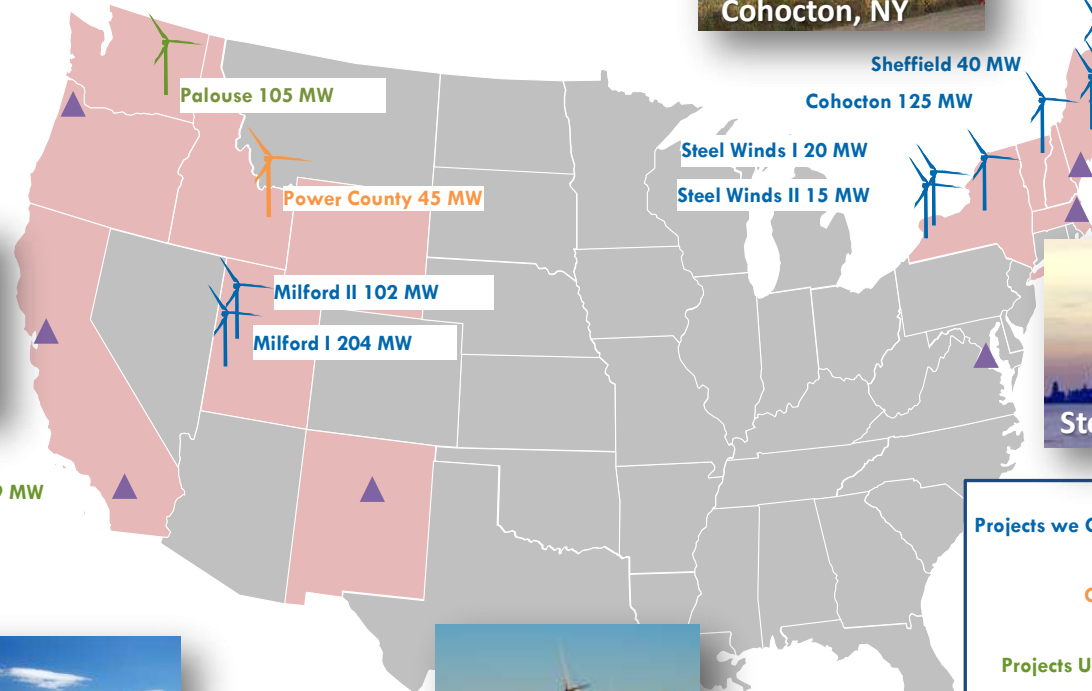 Cohocton, NY
Sheffield 40 MW
Palouse 105 MW
Cohocton 125 MW
Steel Winds I 20 MW
Power County 45 MW
Steel Winds II 15 MW
Milford II 102 MW
Milford I 204 MW
MW
Projects we
Projects